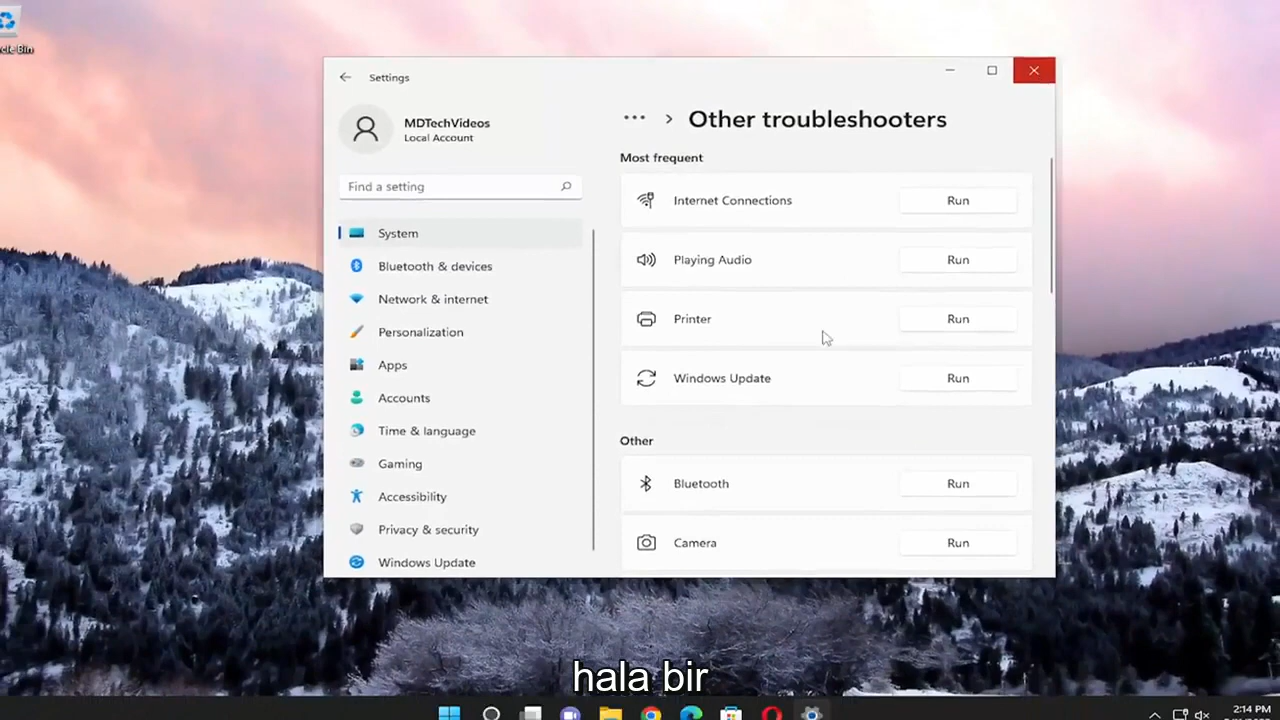 cle Bin
Settings
MDTechVideos
Local Account
Find a setting
System
Bluetooth & devices
Network & internet
Personalization
Apps
Accounts
Time & language
Gaming
Accessibility
Privacy & security
Windows Update
... > Other troubleshooters
Most frequent
Internet Connections Run
Playing Audio Run
Printer Run
Windows Update Run
Other
Bluetooth Run
Camera Run
hala bir
2:14 PM